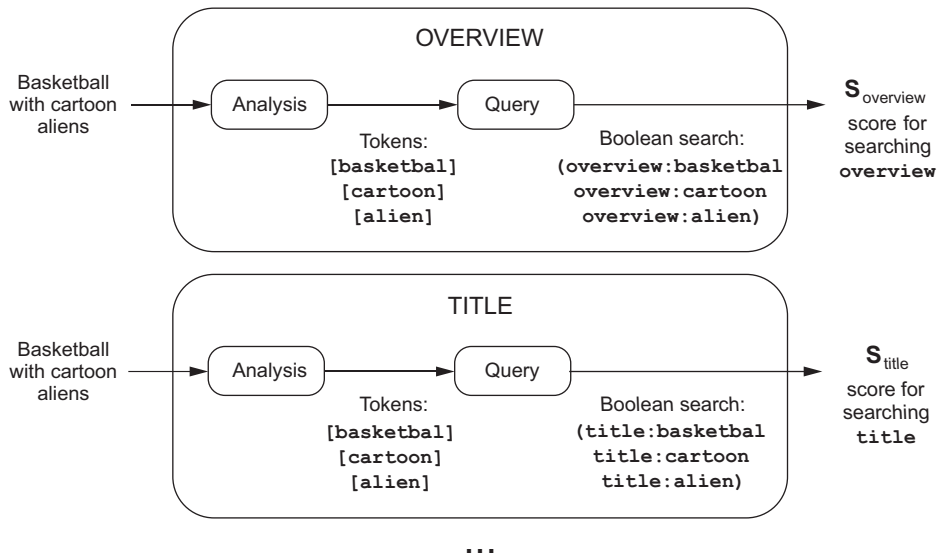 OVERVIEW
Basketball
with cartoon
aliens
Analysis
Query
Tokens:
[basketbal]
[cartoon]
[alien]
Boolean search:
(overview:basketbal
overview:cartoon
overview:alien)
S overview
score for
searching
overview
TITLE
Basketball
with cartoon
aliens
Analysis
Query
Tokens:
[basketbal]
[cartoon]
[alien]
Boolean search:
(title:basketbal
title:cartoon
title:alien)
S title
score for
searching
title
...